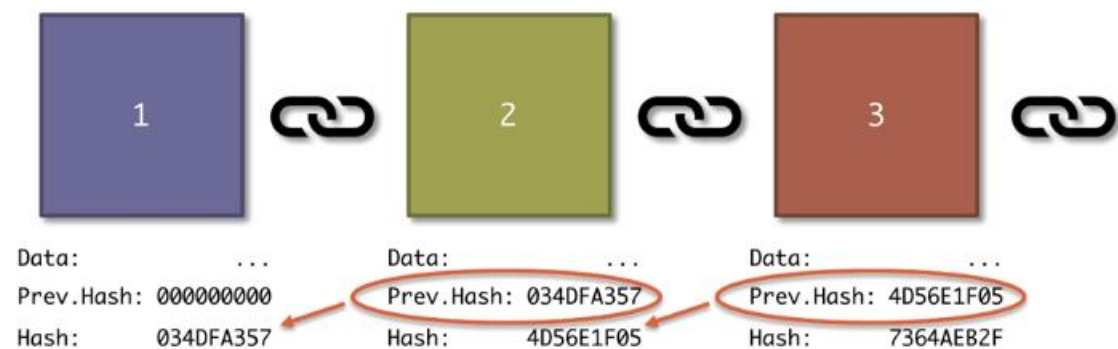 1
2
3
Data: ...
Prev.Hash: 000000000
Hash: 034DFA357
Data: ...
Prev.Hash: 034DFA357
Hash: 4D56E1F05
Data: ...
Prev.Hash: 4D56E1F05
Hash: 7364AEB2F